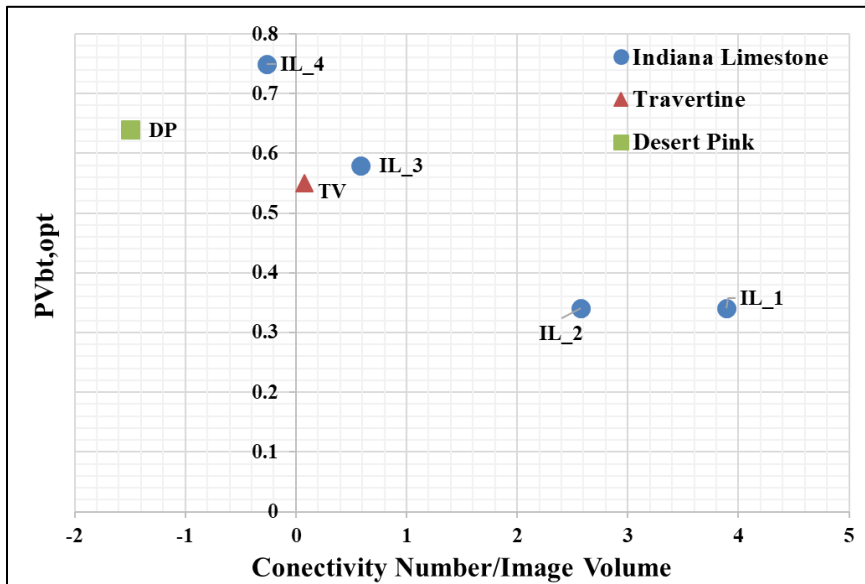 0.8
0.7
0.6
0.5
0.4
0.3
0.2
0.1
0
-2
-1
0
1
2
3
4
5
PVbt,opt
Conectivity Number/Image Volume
Indiana Limestone
Travertine
Desert Pink
IL_4
DP
IL_3
TV
IL_2
IL_1